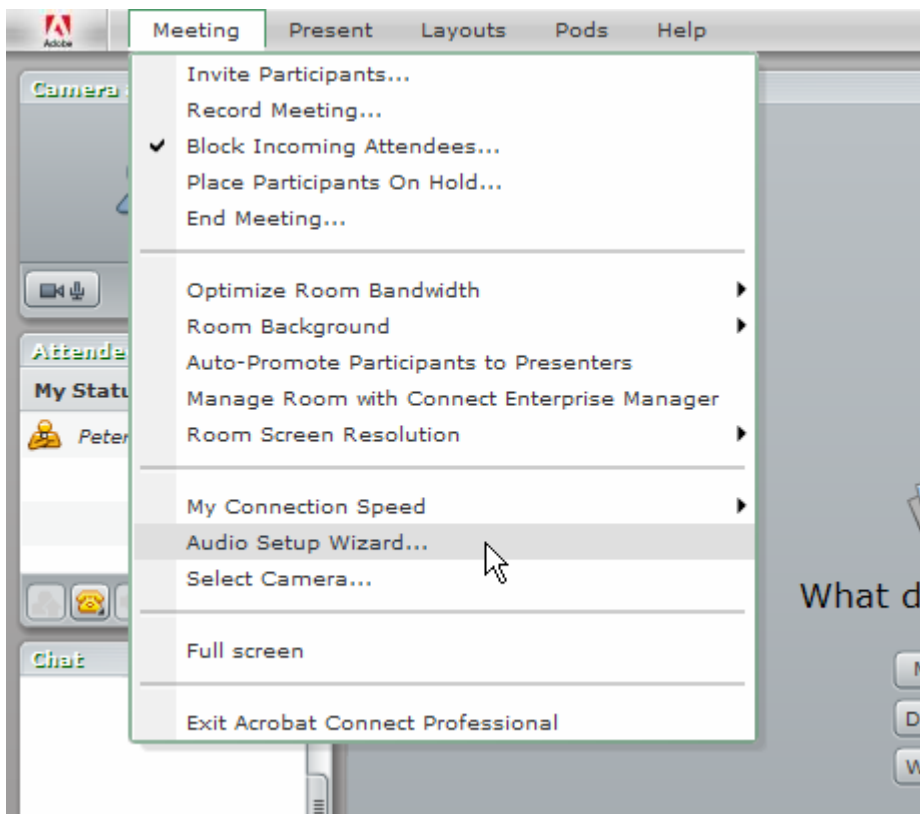 Adobe
Meeting Present Layouts Pods Help
Camera
Invite Participants...
Record Meeting...
Block Incoming Attendees...
Place Participants On Hold...
End Meeting...
Optimize Room Bandwidth
Room Background
Auto-Promote Participants to Presenters
Manage Room with Connect Enterprise Manager
Room Screen Resolution
My Connection Speed
Audio Setup Wizard...
Select Camera...
Full screen
Exit Acrobat Connect Professional
Attende
My Statu
Peter
Chat
What d